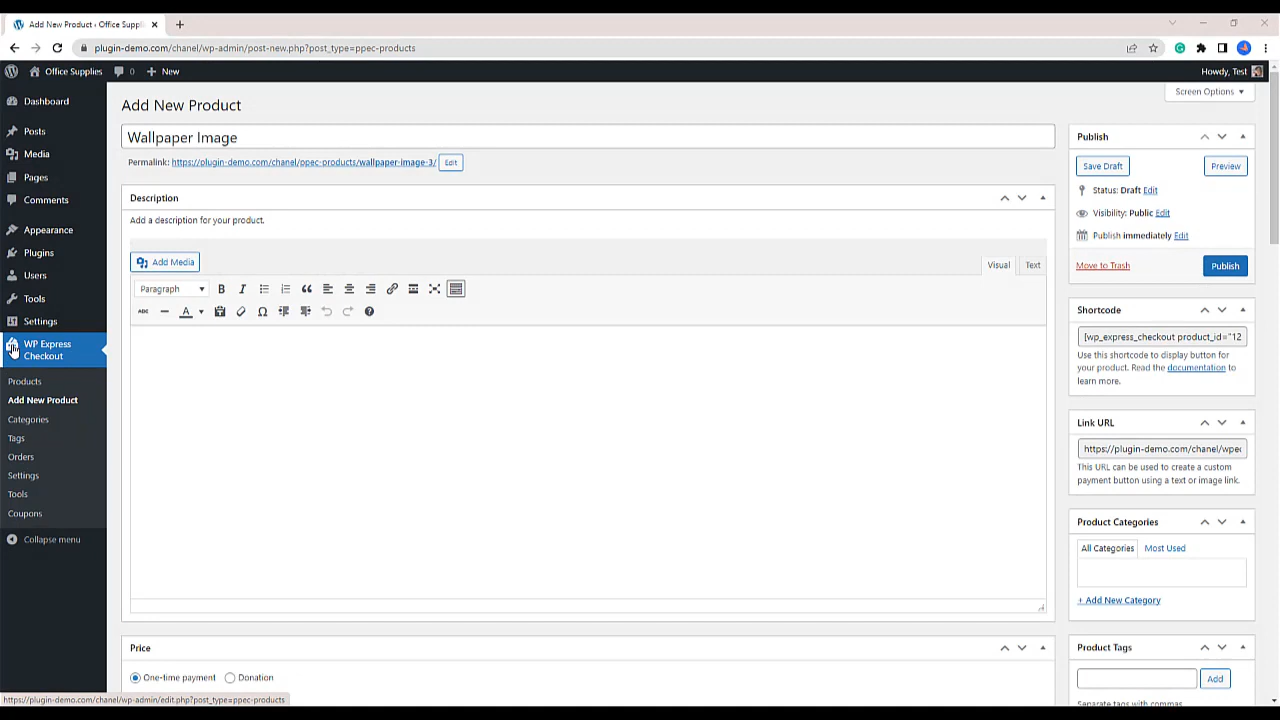 Add New Product ‹ Office Suppli
plugin-demo.com/chanel/wp-admin/post-new.php?post_type=ppec-products
Office Supplies
0
New
Howdy, Test
Dashboard
Posts
Media
Pages
Comments
Appearance
Plugins
Users
Tools
Settings
WP Express
Checkout
Products
Add New Product
Categories
Tags
Orders
Settings
Tools
Coupons
Collapse menu
Screen Options
Add New Product
Wallpaper Image
Permalink: https://plugin-demo.com/chanel/ppec-products/wallpaper-image-3/ Edit
Description
Add a description for your product.
Add Media
Visual Text
Paragraph B I
ABC A
Price
One-time payment Donation
Publish
Save Draft Preview
Status: Draft Edit
Visibility: Public Edit
Publish immediately Edit
Move to Trash Publish
Shortcode
[wp_express_checkout product_id="12
Use this shortcode to display button for
your product. Read the documentation to
learn more.
Link URL
https://plugin-demo.com/chanel/wpec
This URL can be used to create a custom
payment button using a text or image link.
Product Categories
All Categories Most Used
+ Add New Category
Product Tags
Add
Separate tags with commas
https://plugin-demo.com/chanel/wp-admin/edit.php?post_type=ppec-products